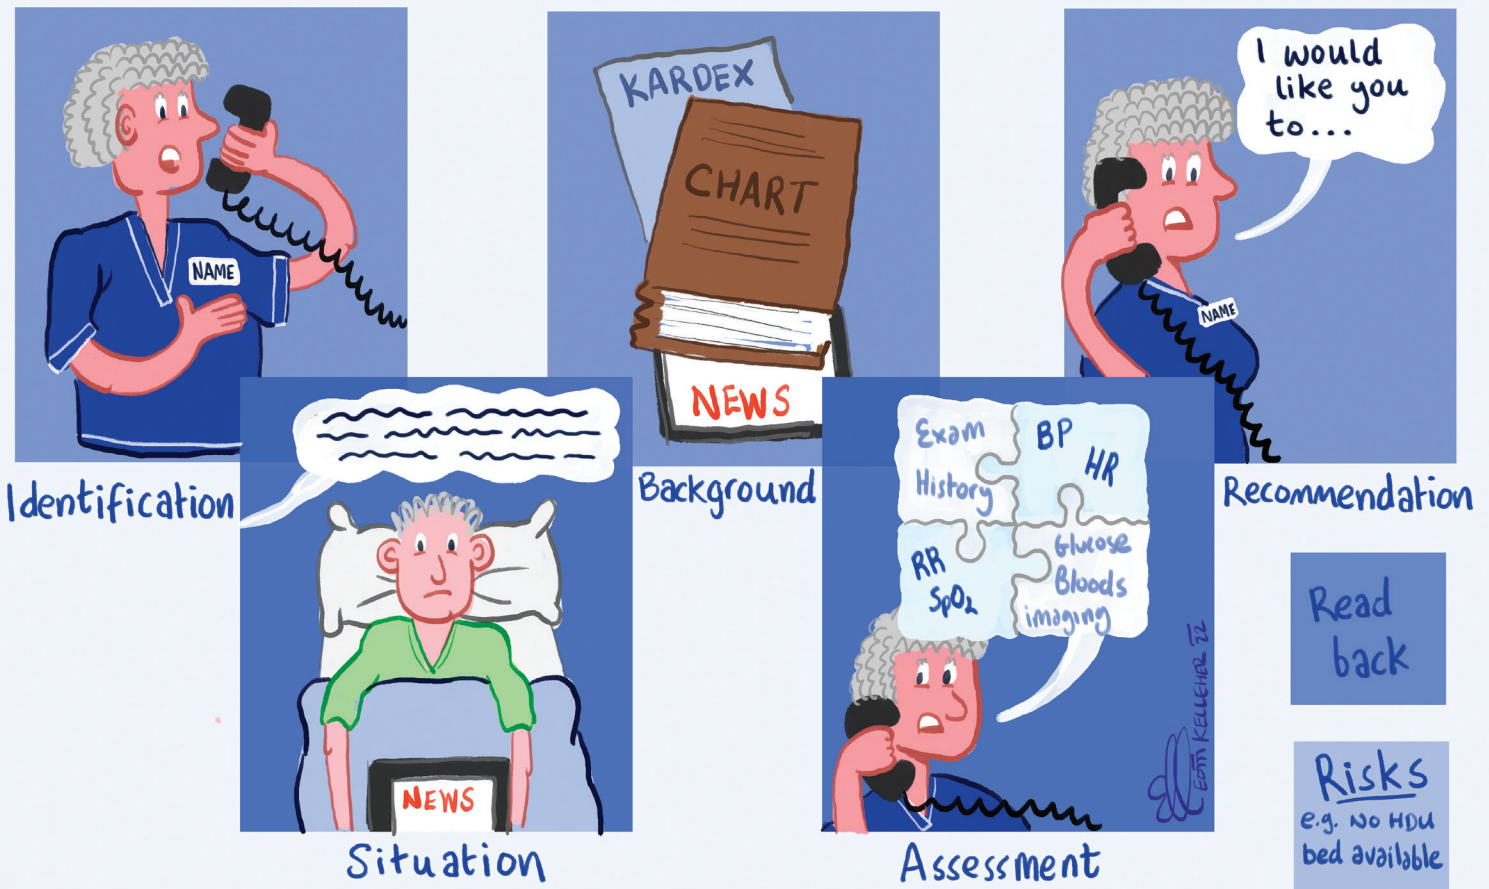 NAME
Identification
Situation
NEWS
KARDEX
CHART
NEWS
Background
Exam
History
BP
HR
RR
SpO₂
Glucose
Bloods
imaging
EOIN KELLEHER 22
Assessment
I would
like you
to...
NAME
Recommendation
Read
back
Risks
e.g. NO HDU
bed available